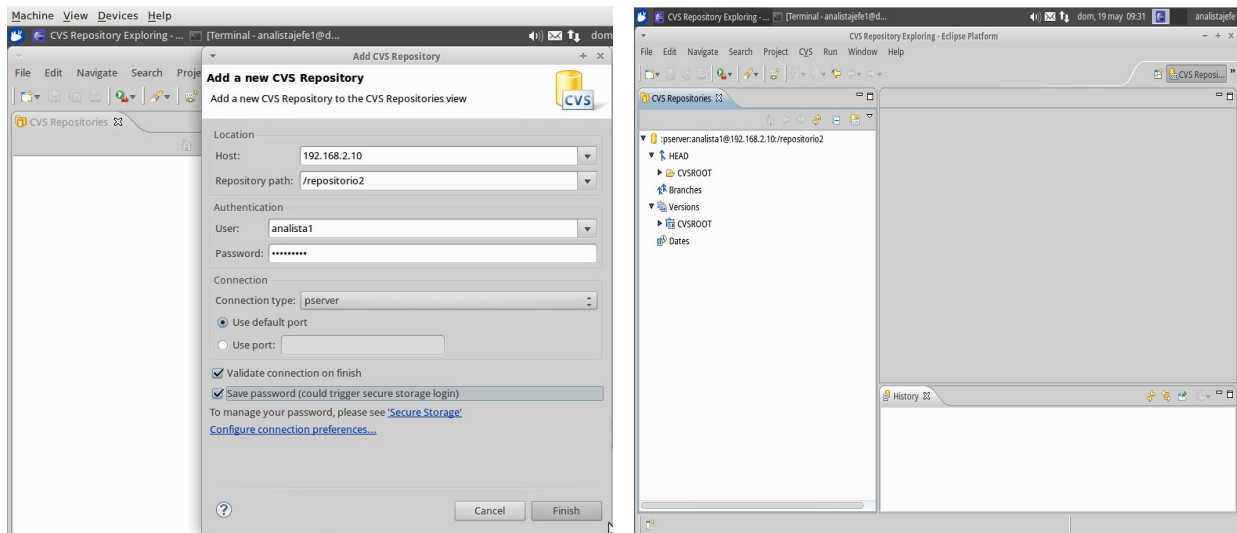 Machine View Devices Help
CVS Repository Exploring - ... [Terminal - analistajefe1@d... dom
Add CVS Repository
File Edit Navigate Search Proje
CVS Repositories
Add a new CVS Repository
Add a new CVS Repository to the CVS Repositories view
CVS
Location
Host: 192.168.2.10
Repository path: /repositorio2
Authentication
User: analista1
Password: •••••••••
Connection
Connection type: pserver
Use default port
Use port:
Validate connection on finish
Save password (could trigger secure storage login)
To manage your password, please see 'Secure Storage'
Configure connection preferences...
? Cancel Finish
CVS Repository Exploring - ... [Terminal - analistajefe1@d... dom, 19 may 09:31 analistajefe
CVS Repository Exploring - Eclipse Platform
File Edit Navigate Search Project CVS Run Window Help
CVS Reposi... »
CVS Repositories
:pserver:analista1@192.168.2.10:/repositorio2
HEAD
CVSROOT
Branches
Versions
CVSROOT
Dates
History